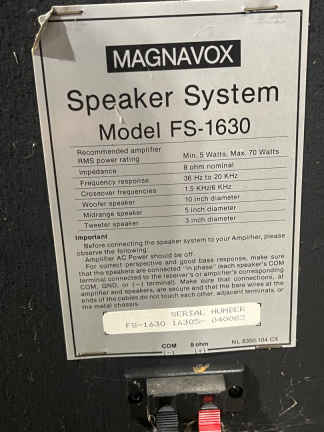 MAGNAVOX
Speaker System
Model FS-1630
Recommended amplifier
RMS power rating Min. 5 Watts, Max. 70 Watts
Impedance 8 ohm nominal
Frequency response 36 Hz to 20 KHz
Crossover frequencies 1.5 KHz/6 KHz
Woofer speaker 10 inch diameter
Midrange speaker 5 inch diameter
Tweeter speaker 3 inch diameter
Important
Before connecting the speaker system to your Amplifier, please
observe the following:
Amplifier AC Power should be off.
For correct perspective and good base response, make sure
that the speakers are connected "in phase" (each speaker's COM
terminal connected to the receiver's or amplifier's corresponding
COM, GND, or (–) terminal). Make sure that connections, at
amplifier and speakers, are secure and that the bare wires at the
ends of the cables do not touch each other, adjacent terminals, or
the metal chassis.
SERIAL NUMBER
FS-1630 1A305- 040082
COM 8 ohm NL 8350 104 CS